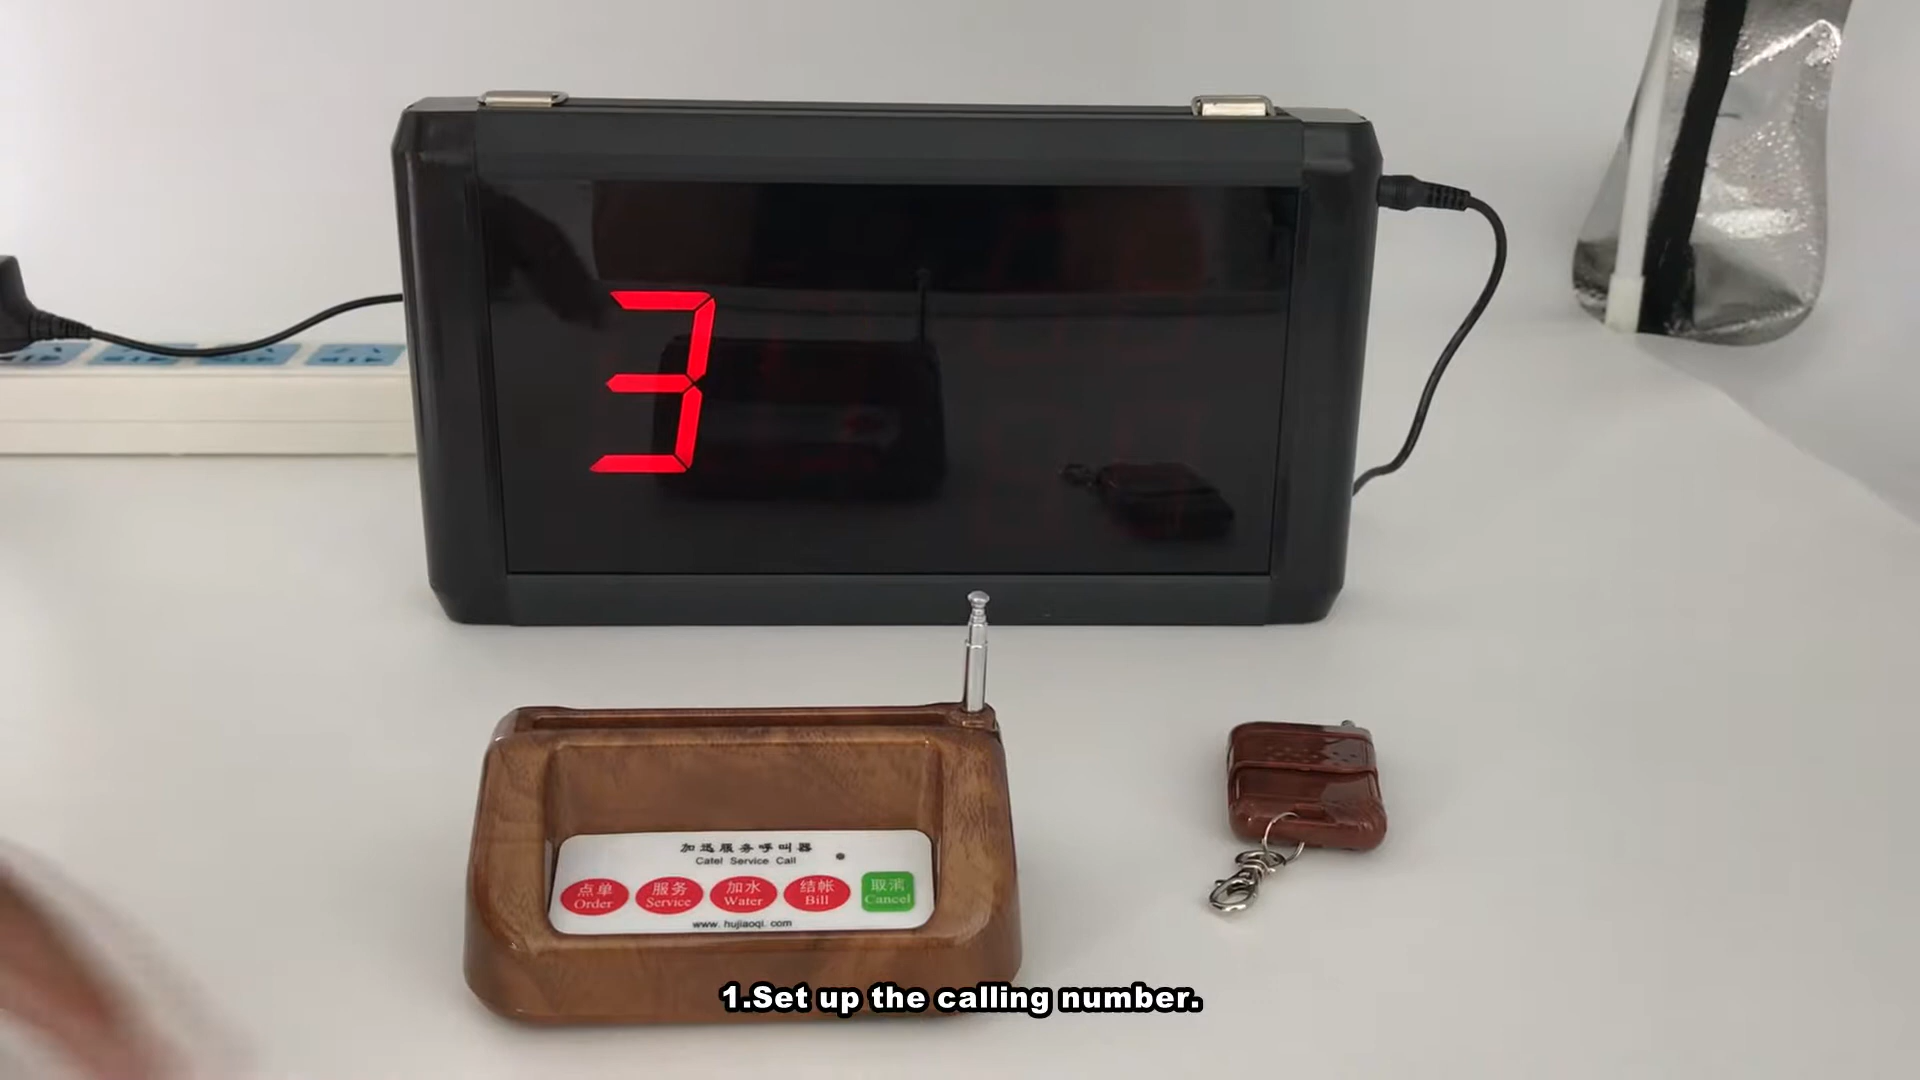 3
加迅服务呼叫器
Catel Service Call
点单 服务 加水 结帐 取消
Order Service Water Bill Cancel
www.hujiaoqi.com
1.Set up the calling number.